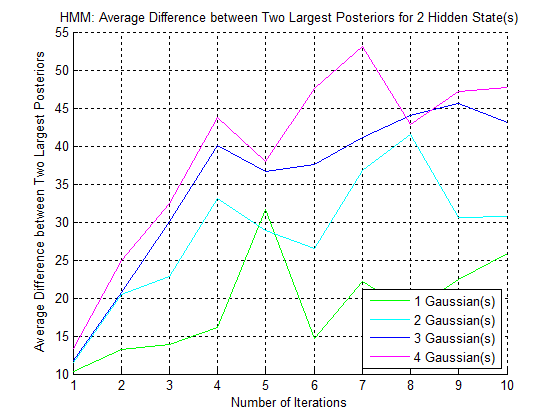 HMM: Average Difference between Two Largest Posteriors for 2 Hidden State(s)
Average Difference between Two Largest Posteriors
55
50
45
40
35
30
25
20
15
10
1 2 3 4 5 6 7 8 9 10
Number of Iterations
1 Gaussian(s)
2 Gaussian(s)
3 Gaussian(s)
4 Gaussian(s)